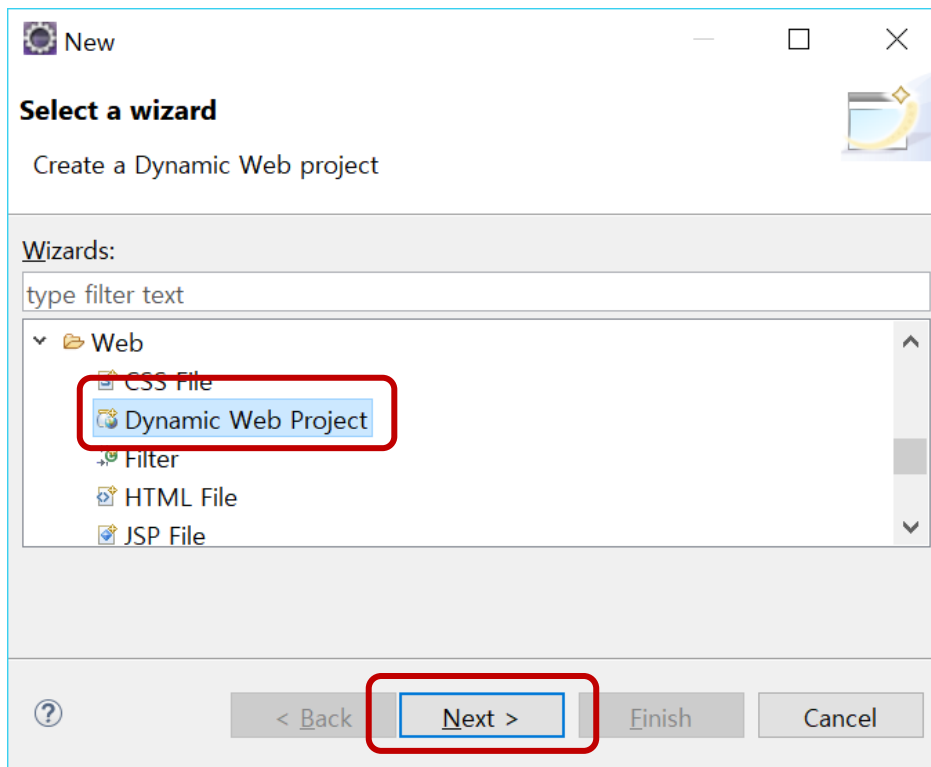 New
Select a wizard
Create a Dynamic Web project
Wizards:
type filter text
Web
CSS File
Dynamic Web Project
Filter
HTML File
JSP File
?
< Back
Next >
Finish
Cancel